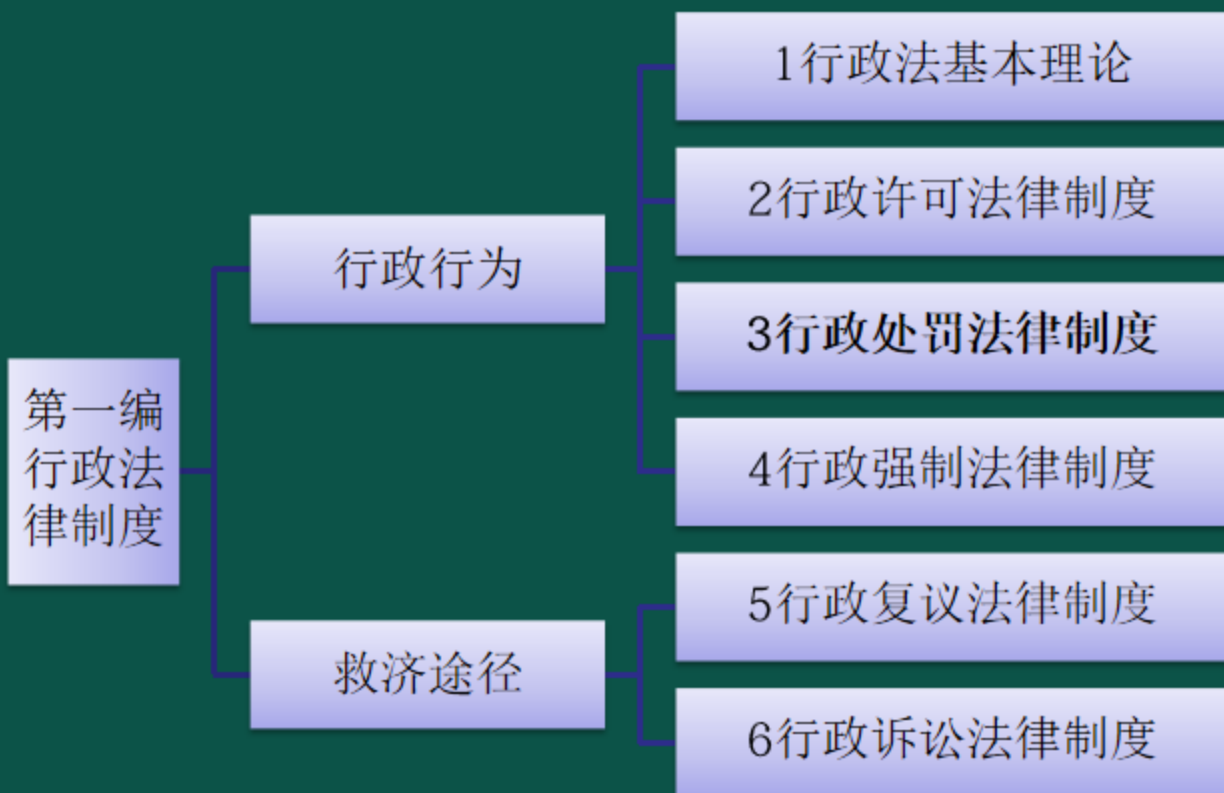 1行政法基本理论
2行政许可法律制度
行政行为
3行政处罚法律制度
第一编
行政法
律制度
4行政强制法律制度
5行政复议法律制度
救济途径
6行政诉讼法律制度